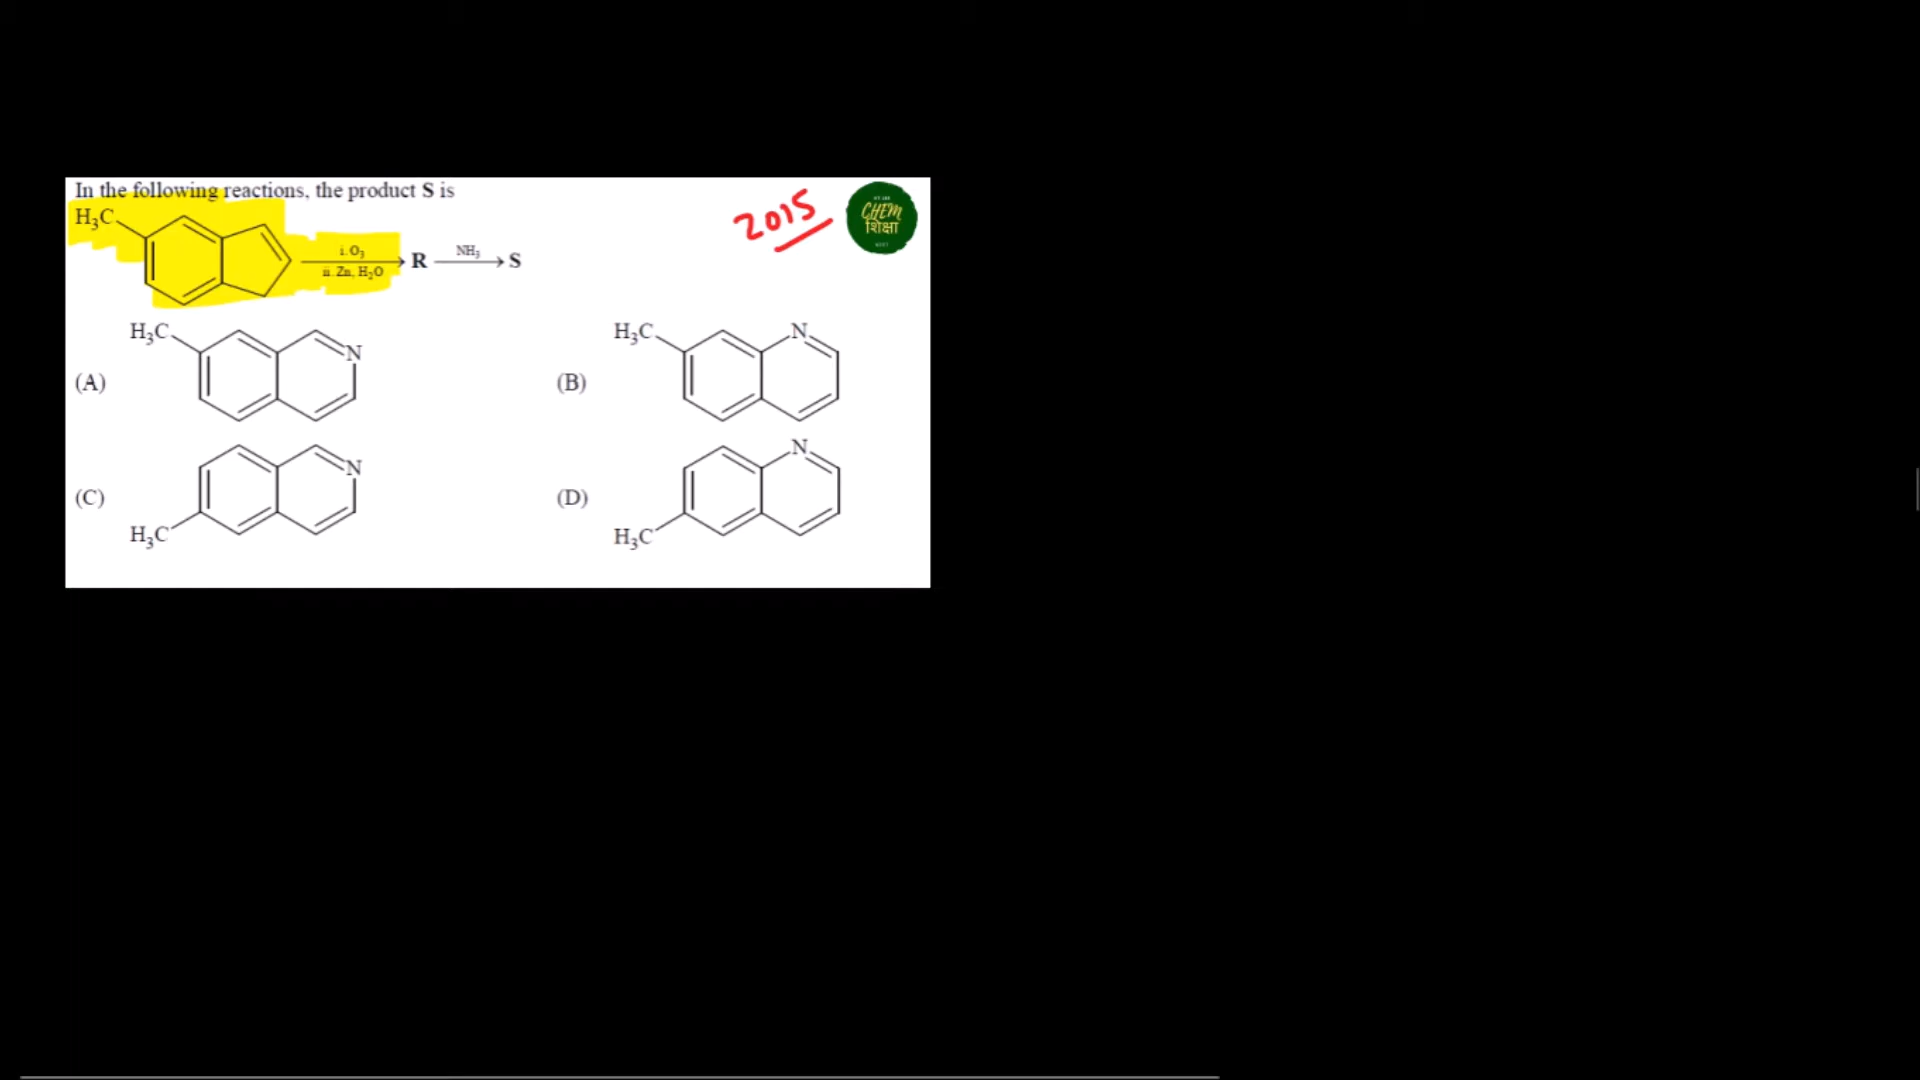 In the following reactions, the product S is
2015
CHEM
शिक्षा
H₃C
i. O₃
ii. Zn, H₂O
R
NH₃
S
(A)
H₃C
N
(B)
H₃C
N
(C)
H₃C
N
(D)
H₃C
N